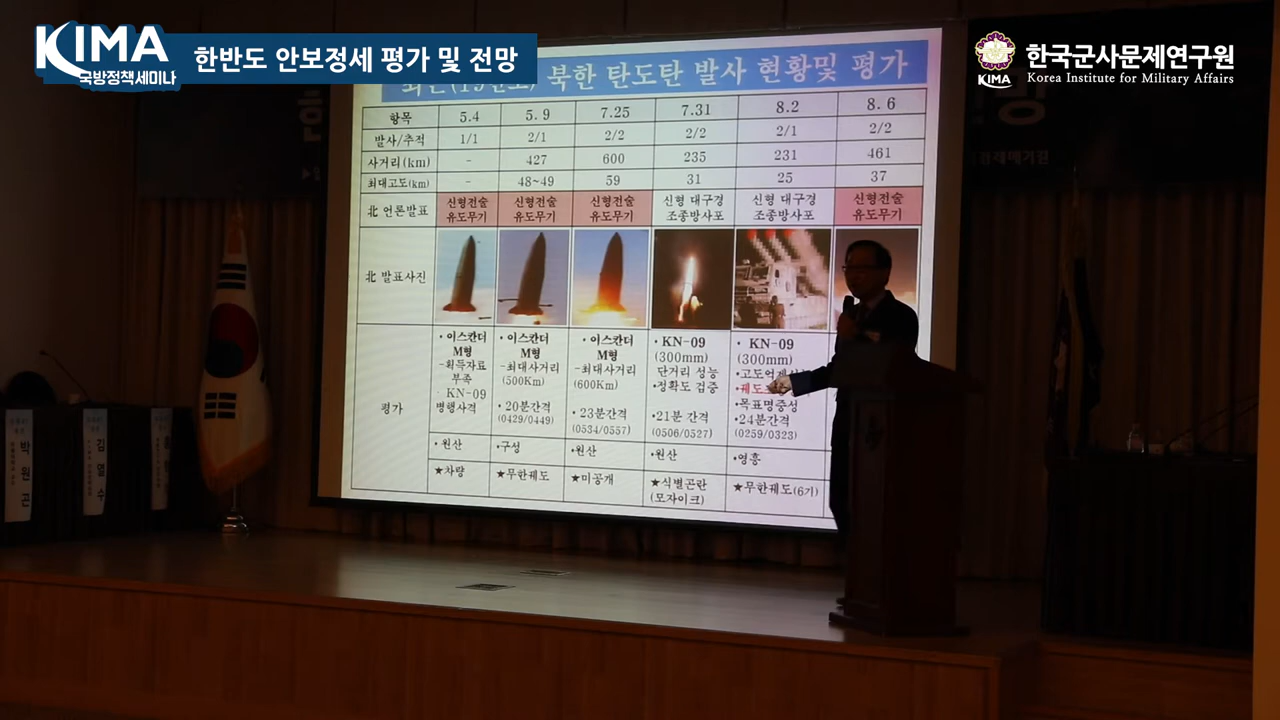 KIMA
국방정책세미나
한반도 안보정세 평가 및 전망
KIMA
한국군사문제연구원
Korea Institute for Military Affairs
북한 탄도탄 발사 현황및 평가
항목 5.4 5. 9 7.25 7.31 8.2 8. 6
발사/추적 1/1 2/1 2/2 2/2 2/1 2/2
사거리(km) - 427 600 235 231 461
최대고도(km) - 48~49 59 31 25 37
北 언론발표
신형전술
유도무기
신형전술
유도무기
신형전술
유도무기
신형 대구경
조종방사포
신형 대구경
조종방사포
신형전술
유도무기
北 발표사진
평가
・이스칸더
M형
-획득자료
부족
・KN-09
병행사격
・이스칸더
M형
-최대사거리
(500Km)
・20분간격
(0429/0449)
・이스칸더
M형
-최대사거리
(600Km)
・23분간격
(0534/0557)
・KN-09
(300mm)
단거리 성능
•정확도 검증
•21분 간격
(0506/0527)
・KN-09
(300mm)
•목표명중성
•24분간격
(0259/0323)
・원산 •구성 •원산 •원산 •영흥
★차량 ★무한궤도 ★미공개 ★식별곤란
(모자이크)
★무한궤도(6기)
박원곤
김열수